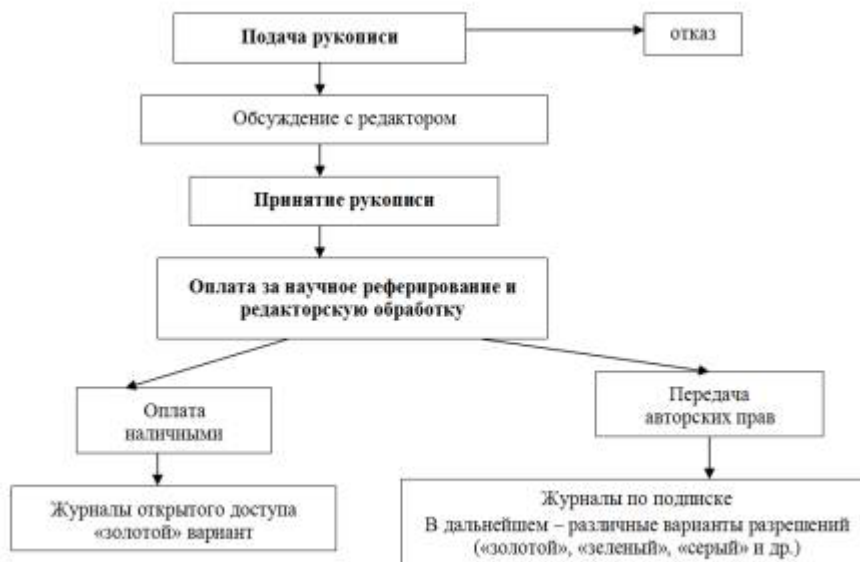 Подача рукописи
отказ
Обсуждение с редактором
Принятие рукописи
Оплата за научное реферирование и
редакторскую обработку
Оплата
наличными
Передача
авторских прав
Журналы открытого доступа
«золотой» вариант
Журналы по подписке
В дальнейшем – различные варианты разрешений
(«золотой», «зеленый», «серый» и др.)